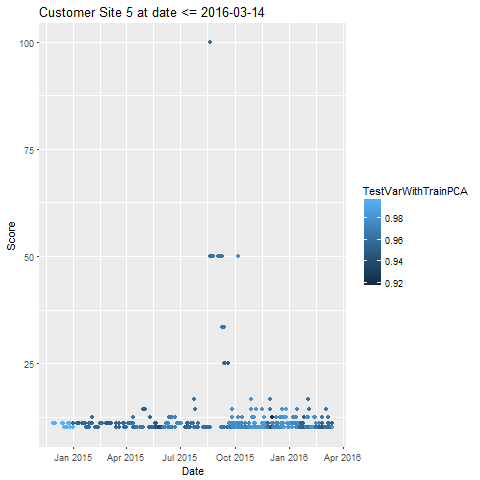 Customer Site 5 at date <= 2016-03-14
100
75
50
25
Score
Jan 2015 Apr 2015 Jul 2015 Oct 2015 Jan 2016 Apr 2016
Date
TestVarWithTrainPCA
0.98
0.96
0.94
0.92